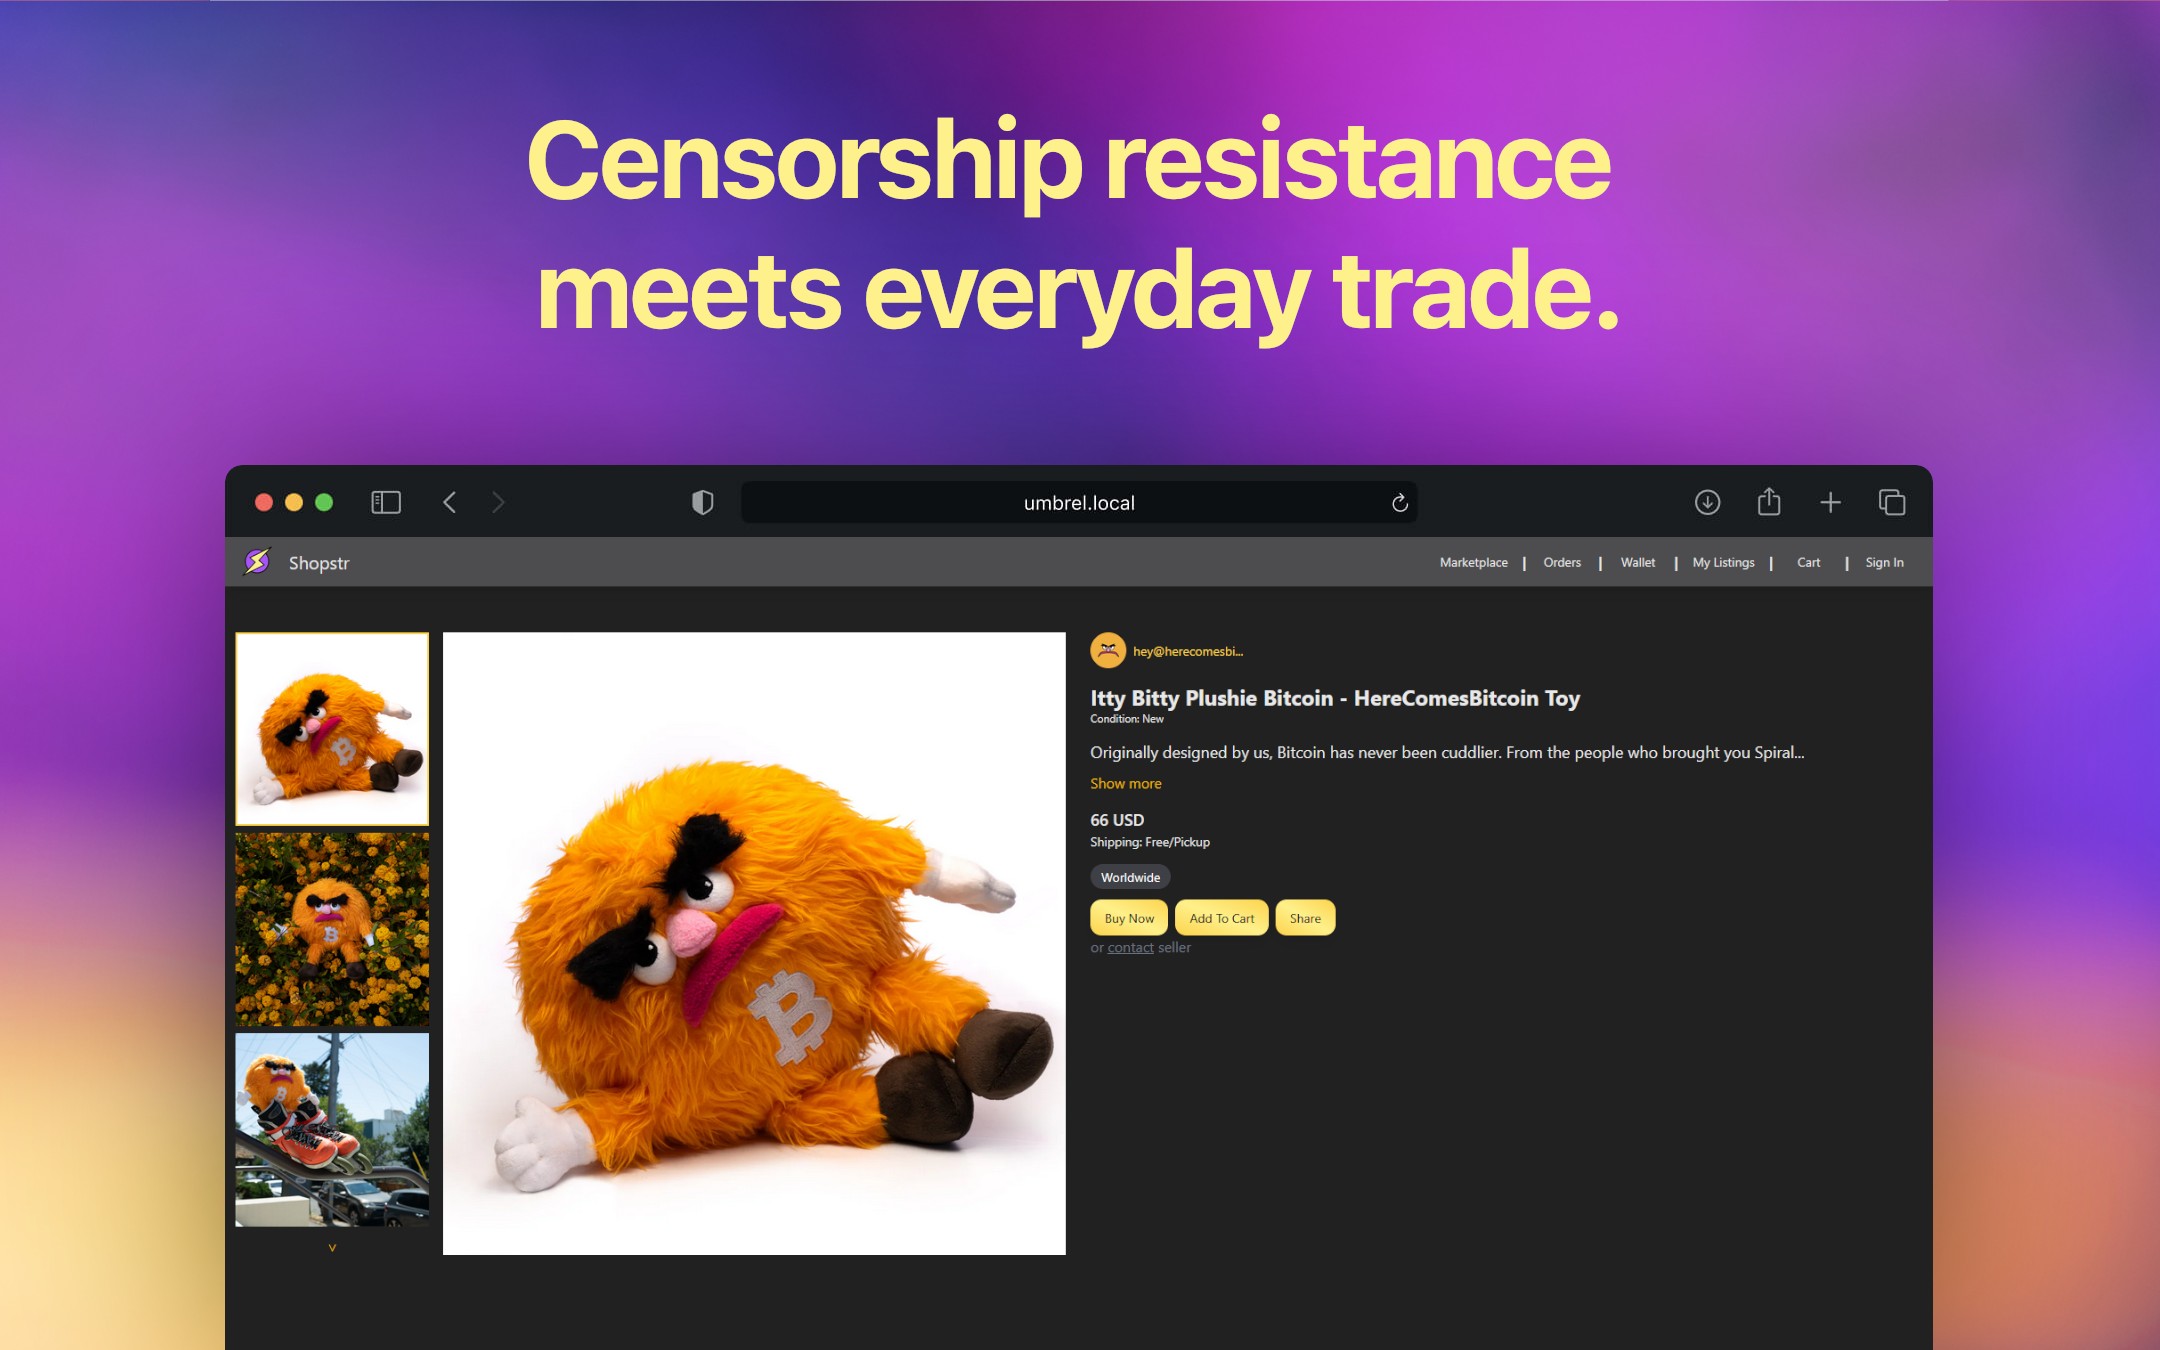 Censorship resistance
meets everyday trade.
umbrel.local
Shopstr
Marketplace | Orders | Wallet | My Listings | Cart | Sign In
hey@herecomesbi...
Itty Bitty Plushie Bitcoin - HereComesBitcoin Toy
Condition: New
Originally designed by us, Bitcoin has never been cuddlier. From the people who brought you Spiral...
Show more
66 USD
Shipping: Free/Pickup
Worldwide
Buy Now Add To Cart Share
or contact seller